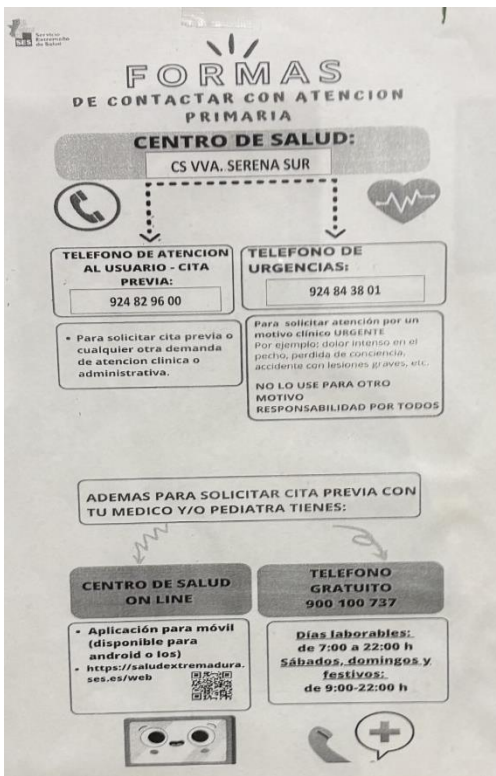 SES
Servicio
Extremeño
de Salud
FORMAS
DE CONTACTAR CON ATENCION
PRIMARIA
CENTRO DE SALUD:
CS VVA. SERENA SUR
TELEFONO DE ATENCION
AL USUARIO - CITA
PREVIA:
924 82 96 00
• Para solicitar cita previa o
cualquier otra demanda
de atencion clinica o
administrativa.
TELEFONO DE
URGENCIAS:
924 84 38 01
Para solicitar atención por un
motivo clínico URGENTE
Por ejemplo: dolor intenso en el
pecho, perdida de conciencia,
accidente con lesiones graves, etc.
NO LO USE PARA OTRO
MOTIVO
RESPONSABILIDAD POR TODOS
ADEMAS PARA SOLICITAR CITA PREVIA CON
TU MEDICO Y/O PEDIATRA TIENES:
CENTRO DE SALUD
ON LINE
• Aplicación para móvil
(disponible para
android o Ios)
• https://saludextremadura.
ses.es/web
TELEFONO
GRATUITO
900 100 737
Días laborables:
de 7:00 a 22:00 h
Sábados, domingos y
festivos:
de 9:00-22:00 h